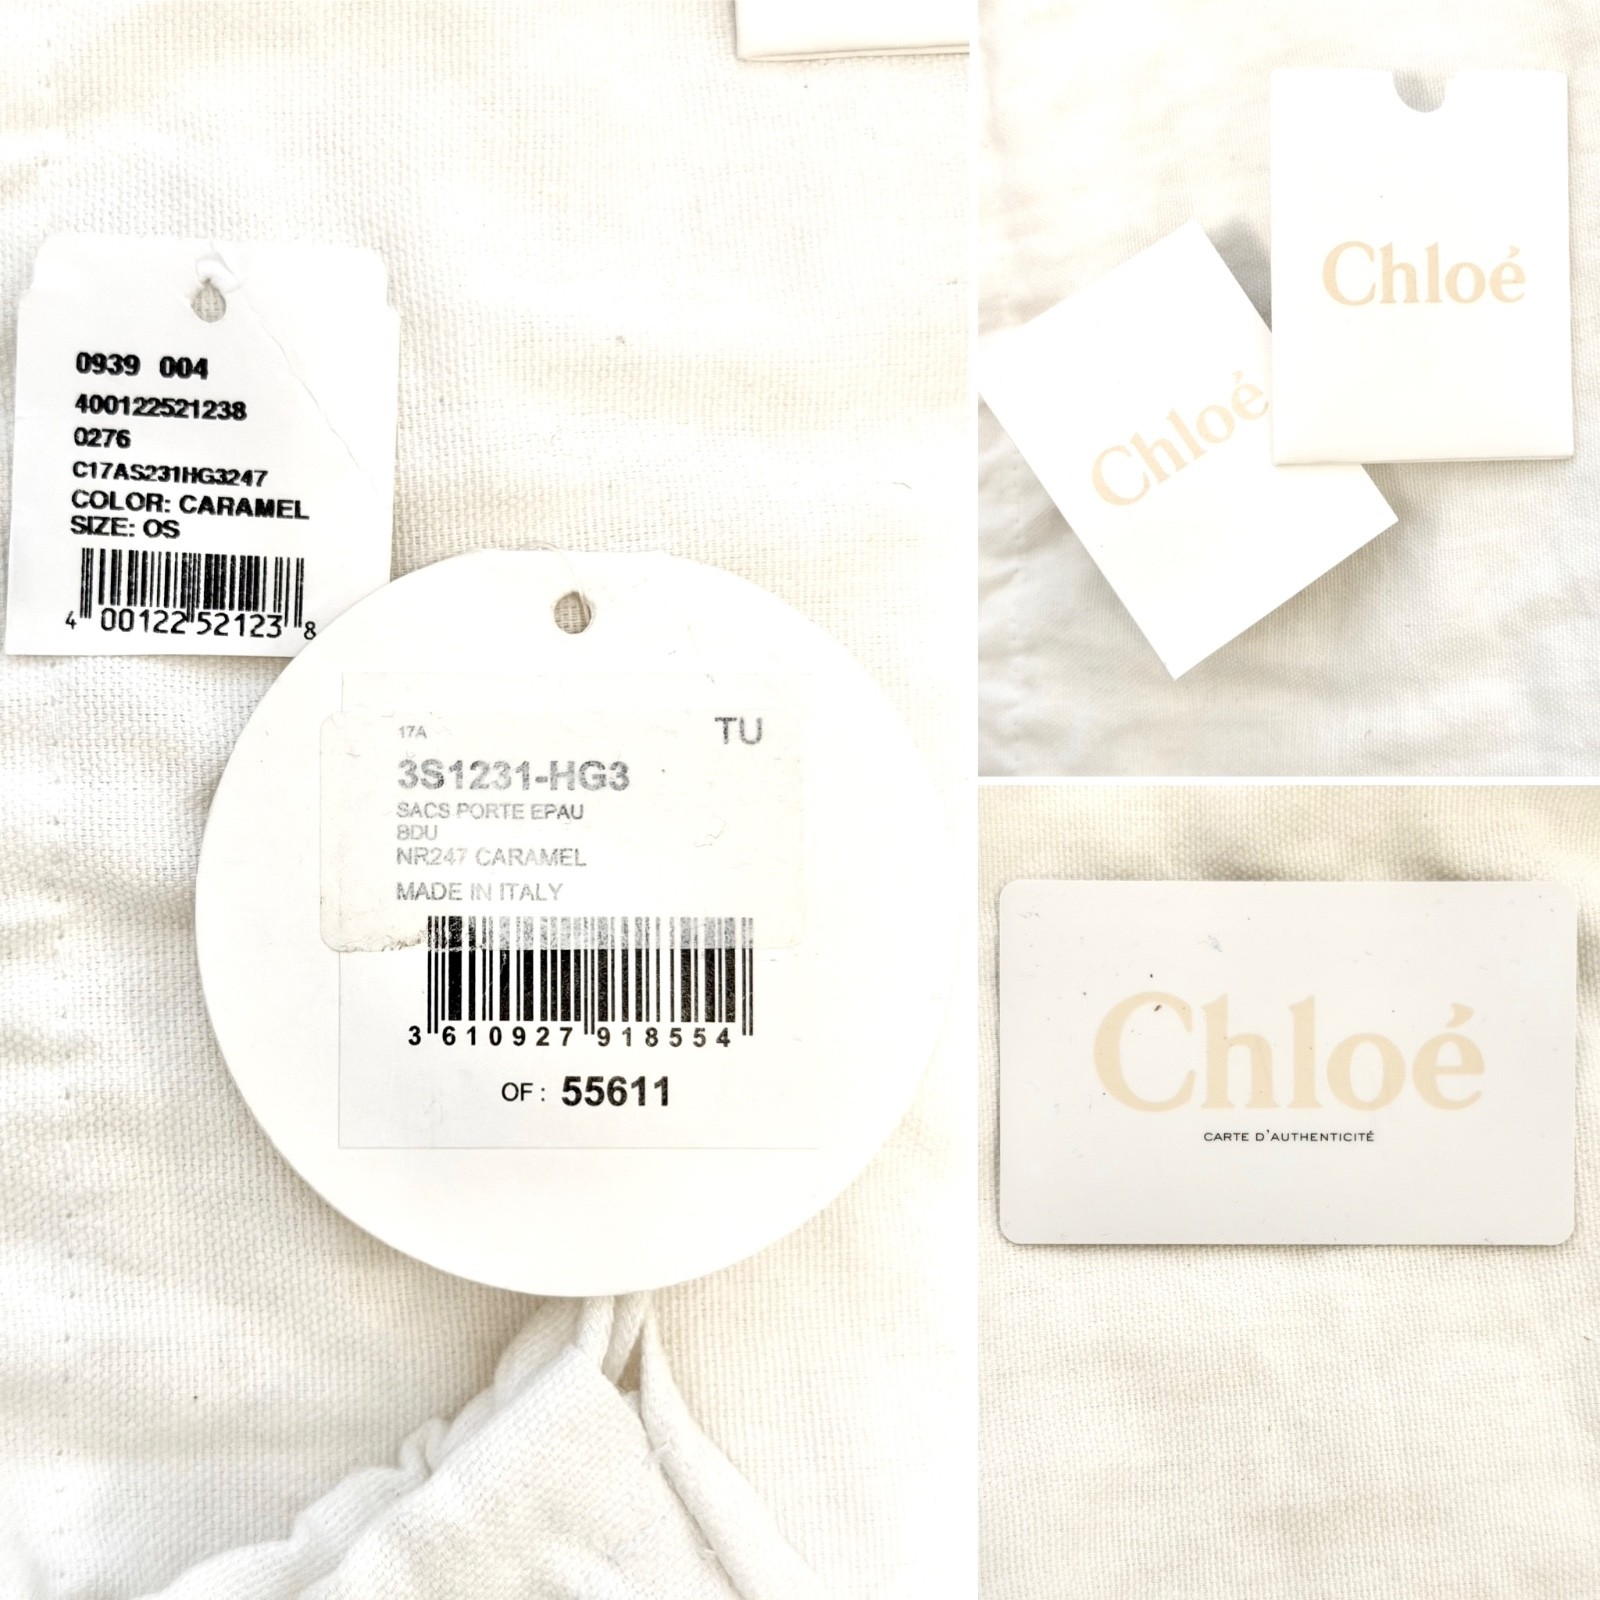 0939 004
400122521238
0276
C17AS231HG3247
COLOR: CARAMEL
SIZE: OS
4 00122 52123 8
17A TU
3S1231-HG3
SACS PORTE EPAU
BDU
NR247 CARAMEL
MADE IN ITALY
3 610927 918554
OF : 55611
Chloé
Chloé
Chloé
CARTE D'AUTHENTICITÉ